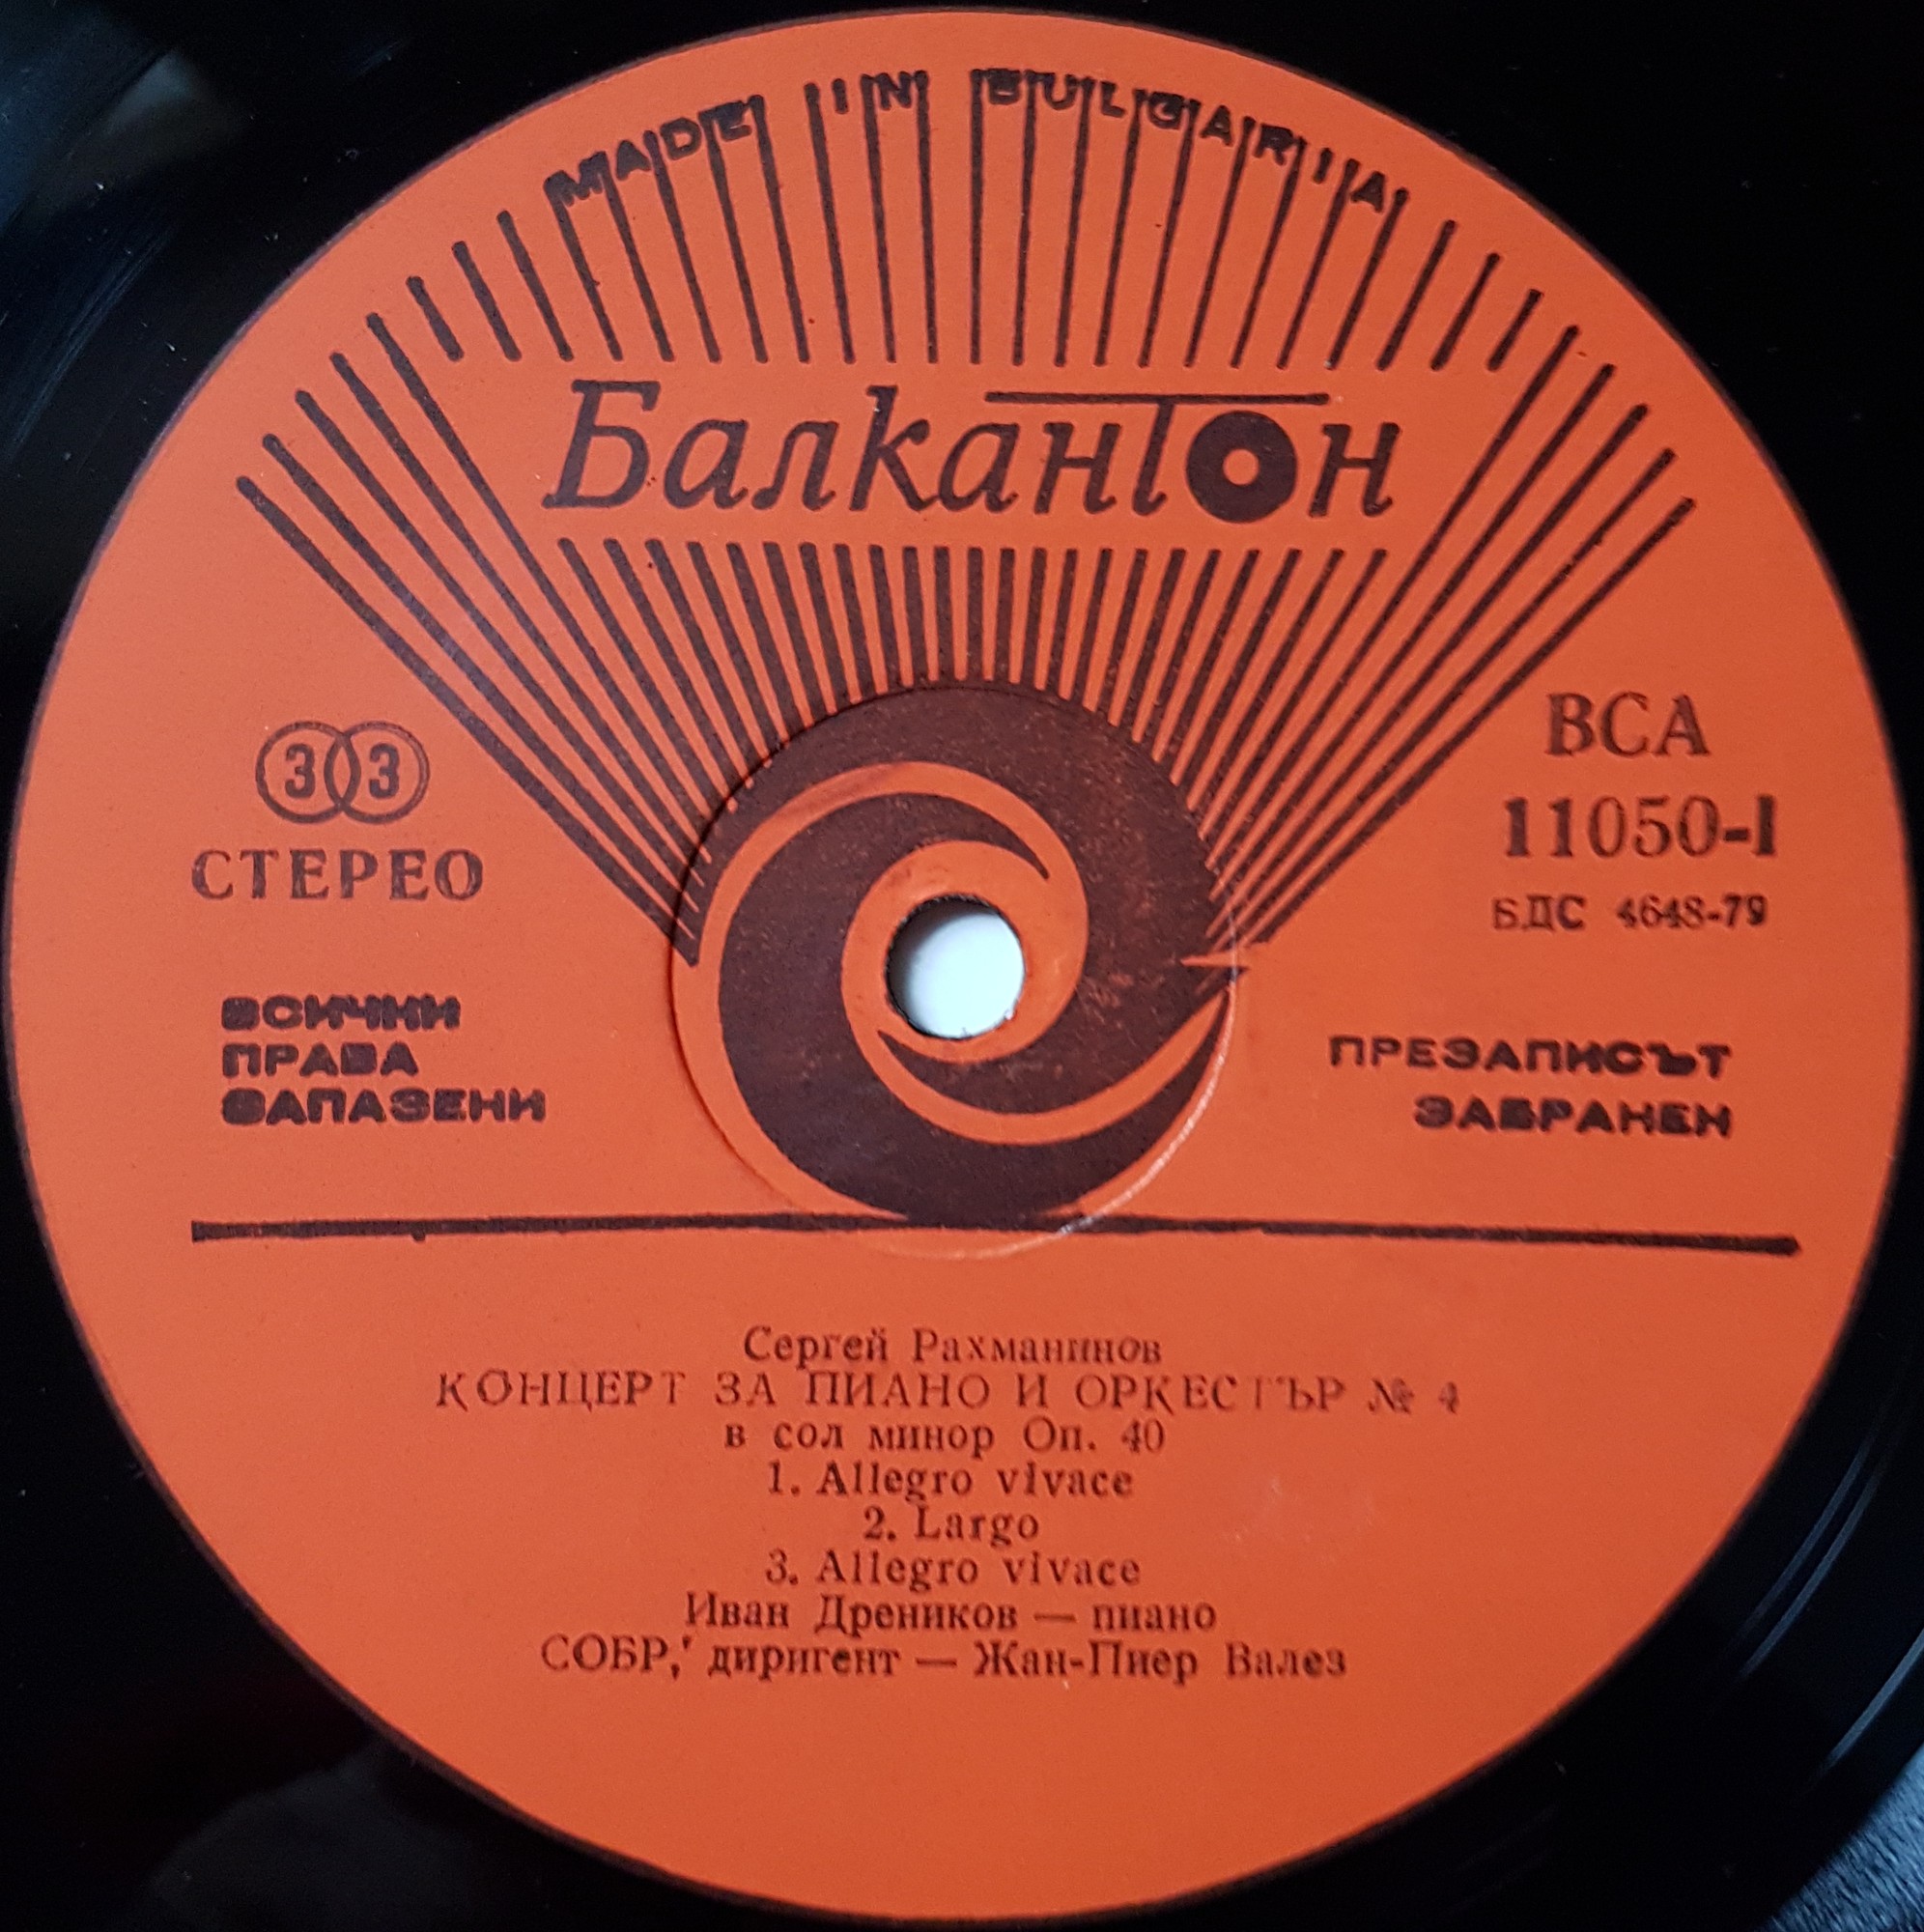 MADE IN BULGARIA
Балкантон
33
СТЕРЕО
ВСА
11050-I
БДС 4648-79
ВСИЧКИ
ПРАВА
ЗАПАЗЕНИ
ПРЕЗАПИСЪТ
ЗАБРАНЕН
Сергей Рахманинов
КОНЦЕРТ ЗА ПИАНО И ОРКЕСТЪР № 4
в сол минор Оп. 40
1. Allegro vivace
2. Largo
3. Allegro vivace
Иван Дреников — пиано
СОБР, диригент — Жан-Пиер Валез